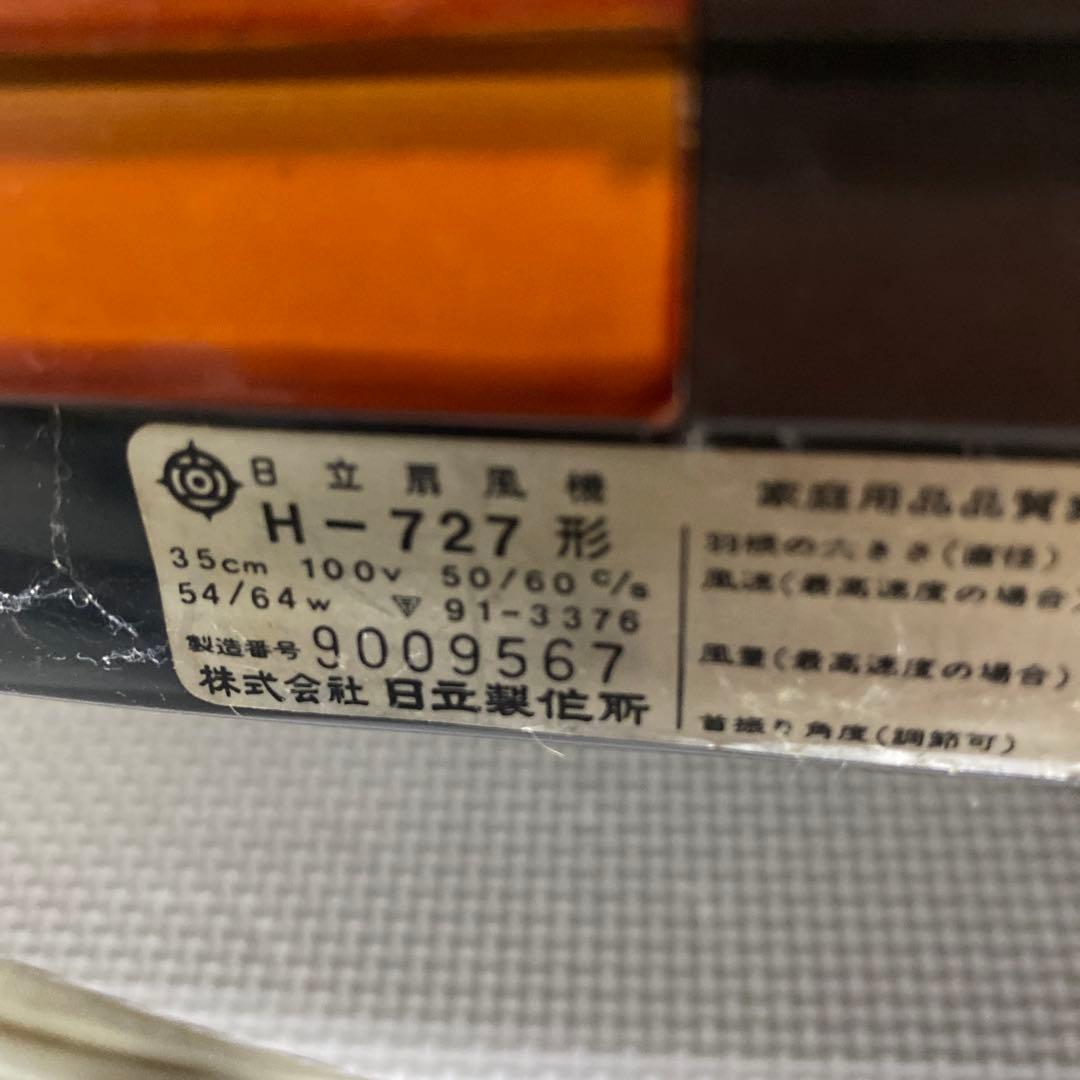 日立扇風機
H-727形
35cm 100v 50/60 c/s
54/64w 91-3376
製造番号 9009567
株式会社 日立製作所
家庭用品品質
羽根の大きさ(直径)
風速(最高速度の場合)
風量(最高速度の場合)
首振り角度(調節可)